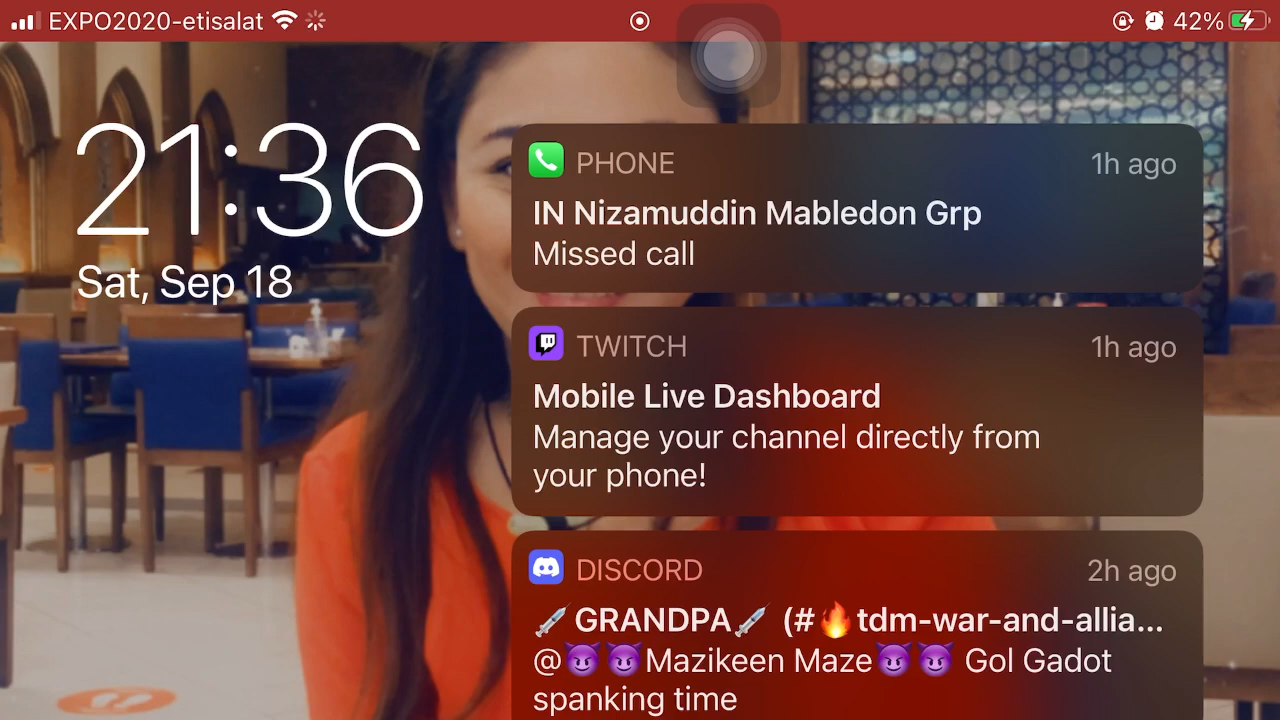 EXPO2020-etisalat
42%
21:36
Sat, Sep 18
PHONE
1h ago
IN Nizamuddin Mabledon Grp
Missed call
TWITCH
1h ago
Mobile Live Dashboard
Manage your channel directly from
your phone!
DISCORD
2h ago
💉GRANDPA💉 (#🔥tdm-war-and-allia...
@😈😈Mazikeen Maze😈😈 Gol Gadot
spanking time